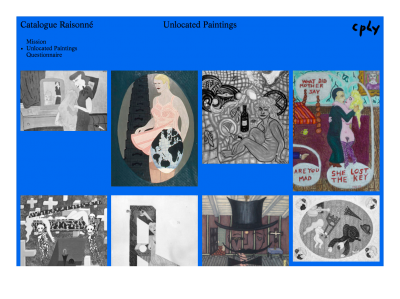 Catalogue Raisonné
Unlocated Paintings
cply
Mission
Unlocated Paintings
Questionnaire
WHAT DID
MOTHER
SAY
ARE YOU
MAD
SHE LOST
THE KEY